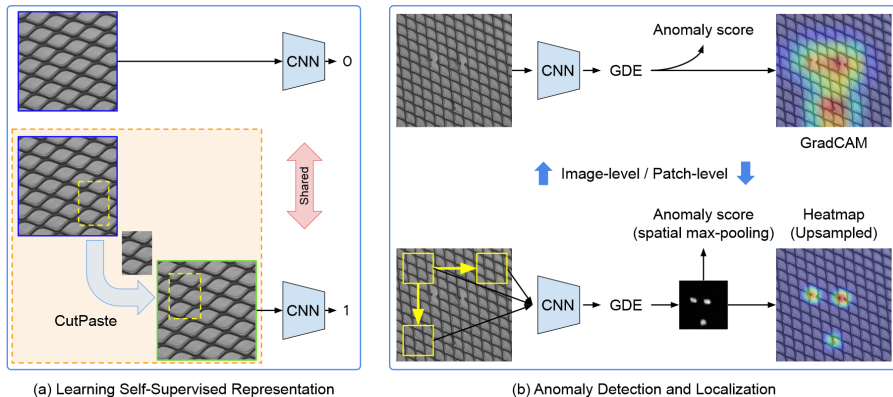 CNN
0
Shared
CutPaste
CNN
1
(a) Learning Self-Supervised Representation
Anomaly score
CNN
GDE
GradCAM
Image-level / Patch-level
Anomaly score
(spatial max-pooling)
Heatmap
(Upsampled)
CNN
GDE
(b) Anomaly Detection and Localization